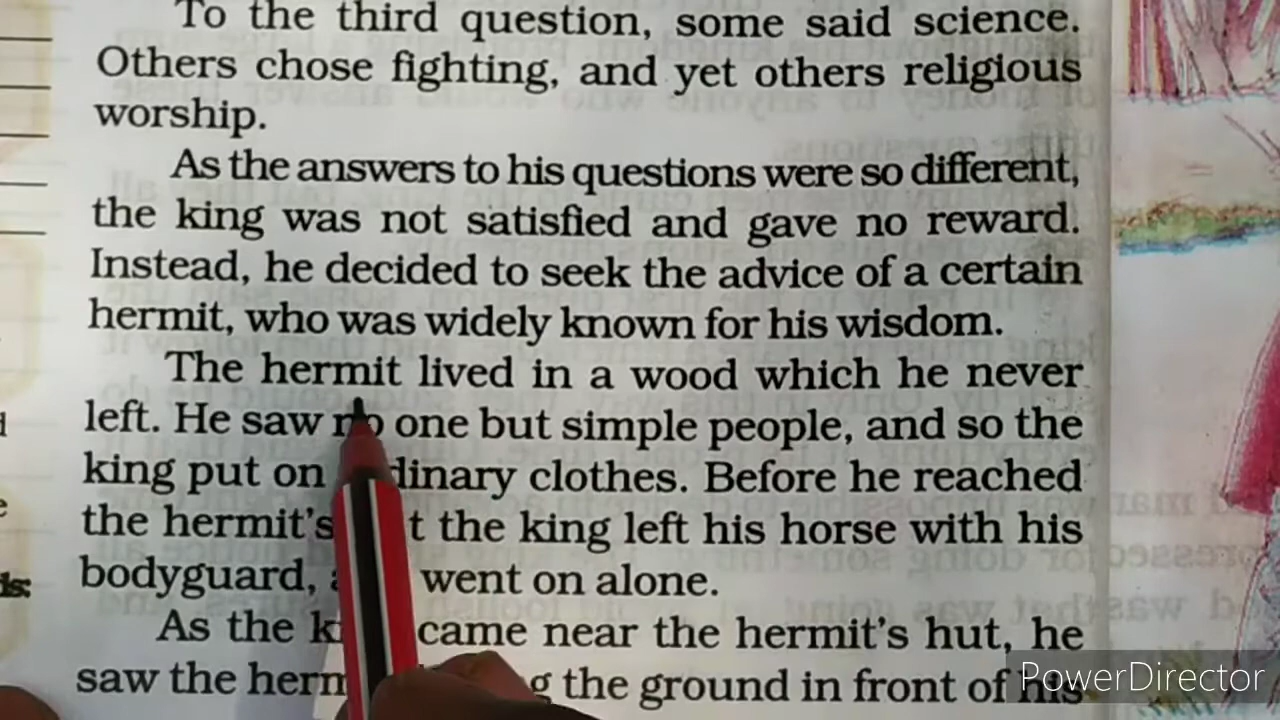 To the third question, some said science.
Others chose fighting, and yet others religious
worship.
As the answers to his questions were so different,
the king was not satisfied and gave no reward.
Instead, he decided to seek the advice of a certain
hermit, who was widely known for his wisdom.
The hermit lived in a wood which he never
left. He saw no one but simple people, and so the
king put on clothes. Before he reached
the hermit's the king left his horse with his
bodyguard, went on alone.
As the came near the hermit's hut, he
saw the the ground in front of his
PowerDirector